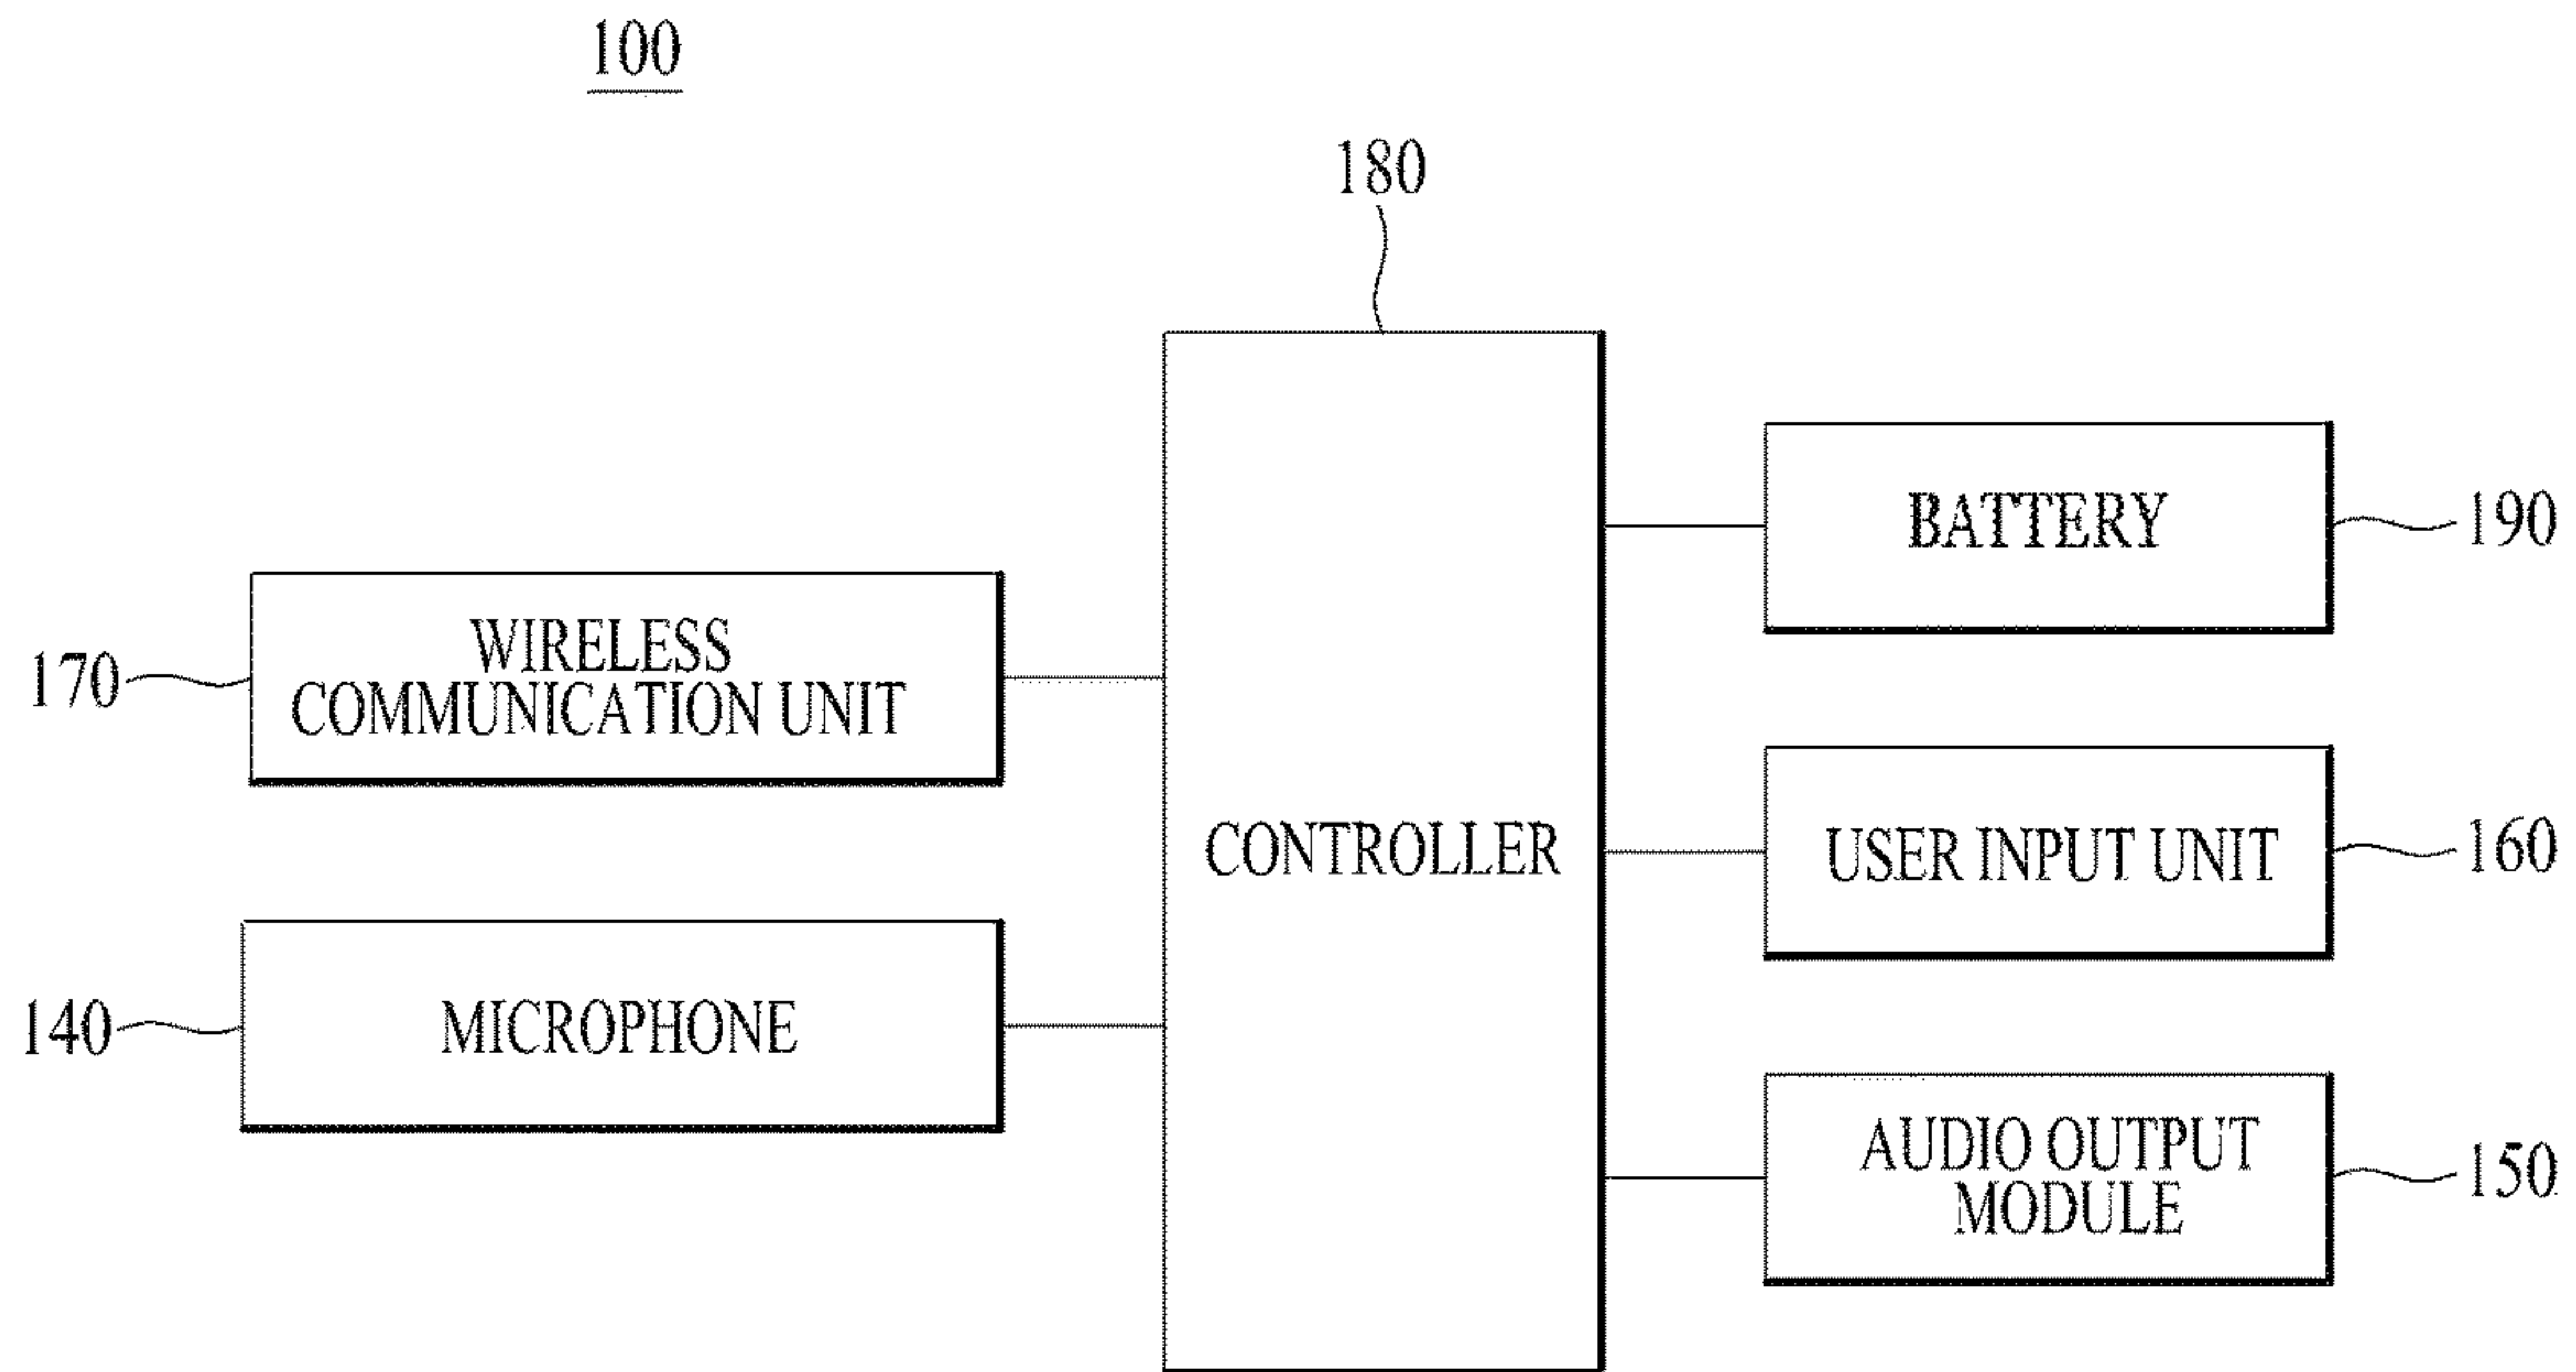 100
180
BATTERY
190
WIRELESS
COMMUNICATION UNIT
170
CONTROLLER
USER INPUT UNIT
160
MICROPHONE
140
AUDIO OUTPUT
MODULE
150